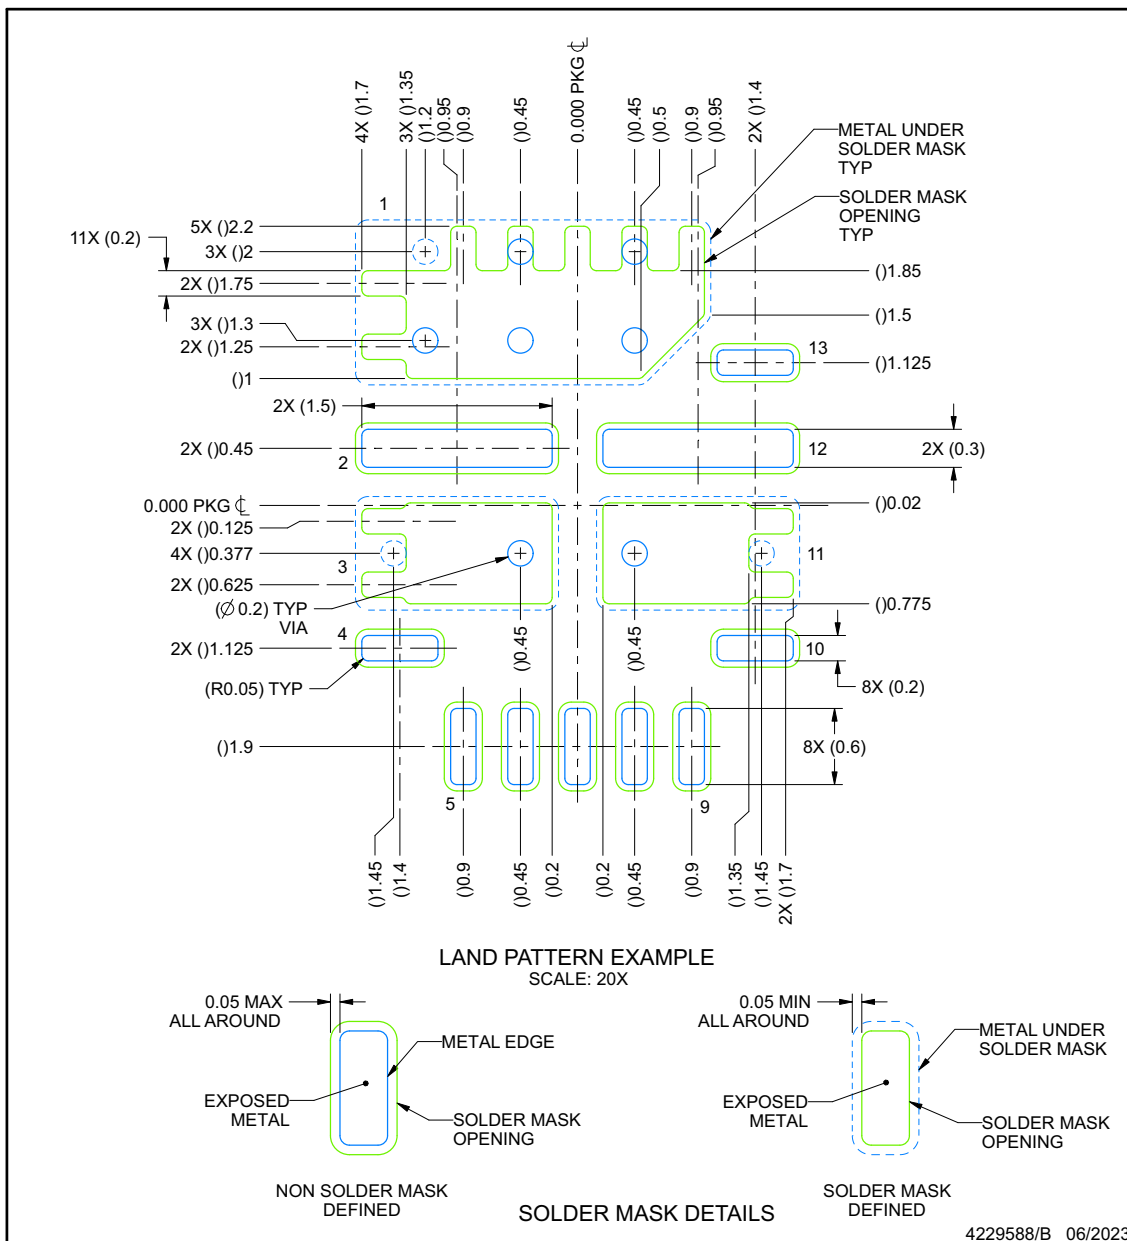 4X ()1.7
3X ()1.35
()1.2
()0.95
()0.9
()0.45
0.000 PKG ℄
()0.45
()0.5
()0.9
()0.95
2X ()1.4
METAL UNDER
SOLDER MASK
TYP
SOLDER MASK
OPENING
TYP
1
5X ()2.2
11X (0.2)
3X ()2
2X ()1.75
3X ()1.3
2X ()1.25
()1
()1.85
()1.5
13
()1.125
2X (1.5)
2X ()0.45
2
12
2X (0.3)
0.000 PKG ℄
()0.02
2X ()0.125
4X ()0.377
3
11
2X ()0.625
()0.775
(Ø 0.2) TYP
VIA
4
10
2X ()1.125
()0.45
()0.45
(R0.05) TYP
8X (0.2)
()1.9
8X (0.6)
5
9
()1.45
()1.4
()0.9
()0.45
()0.2
()0.2
()0.45
()0.9
()1.35
()1.45
2X ()1.7
LAND PATTERN EXAMPLE
SCALE: 20X
0.05 MAX
ALL AROUND
METAL EDGE
EXPOSED
METAL
SOLDER MASK
OPENING
NON SOLDER MASK
DEFINED
0.05 MIN
ALL AROUND
METAL UNDER
SOLDER MASK
EXPOSED
METAL
SOLDER MASK
OPENING
SOLDER MASK
DEFINED
SOLDER MASK DETAILS
4229588/B 06/2023